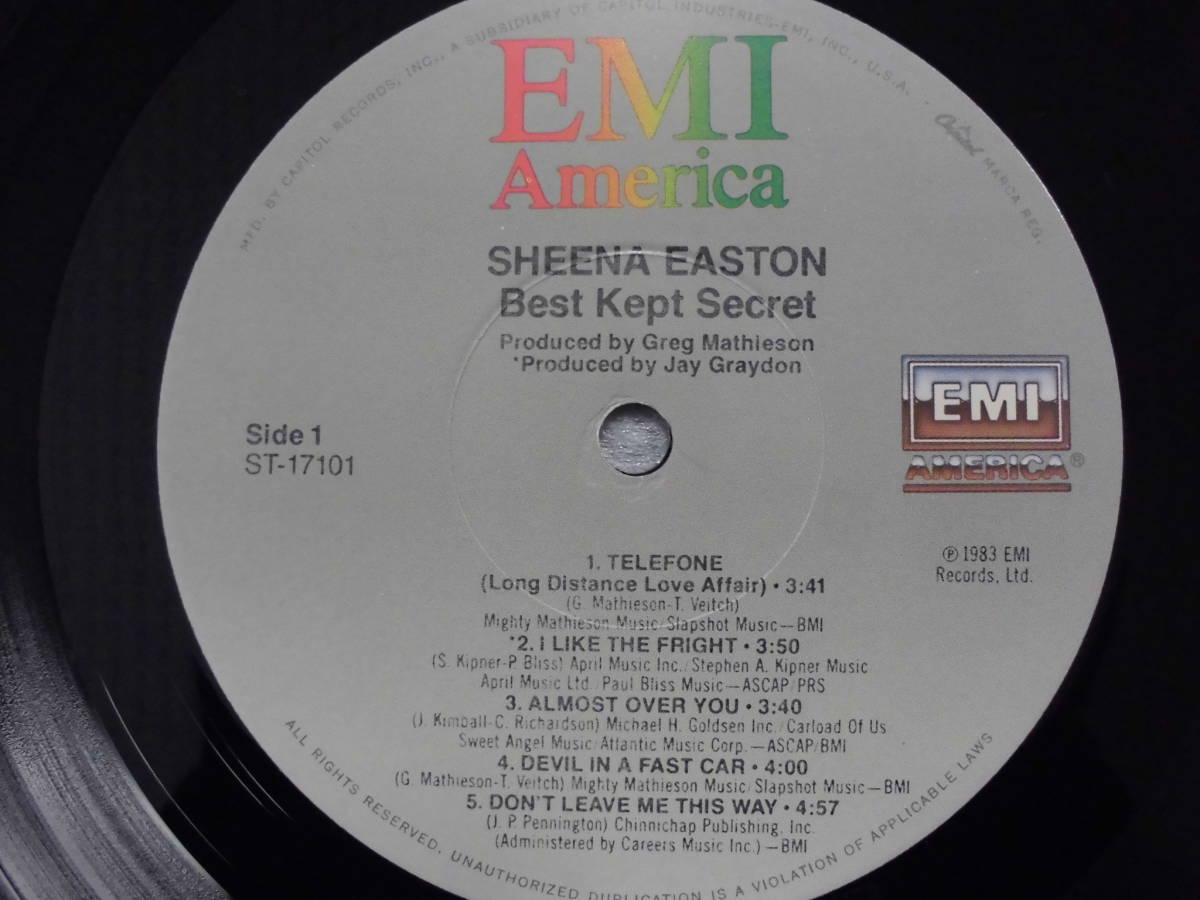 MFD. BY CAPITOL RECORDS, INC., A SUBSIDIARY OF CAPITOL INDUSTRIES-EMI, INC., U.S.A. · Capitol MARCA REG.
EMI
America
SHEENA EASTON
Best Kept Secret
Produced by Greg Mathieson
*Produced by Jay Graydon
Side 1
ST-17101
EMI
AMERICA®
℗ 1983 EMI
Records, Ltd.
1. TELEFONE
(Long Distance Love Affair) • 3:41
(G. Mathieson-T. Veitch)
Mighty Mathieson Music/Slapshot Music—BMI
*2. I LIKE THE FRIGHT • 3:50
(S. Kipner-P. Bliss) April Music Inc./Stephen A. Kipner Music
April Music Ltd./Paul Bliss Music—ASCAP/PRS
3. ALMOST OVER YOU • 3:40
(J. Kimball-C. Richardson) Michael H. Goldsen Inc./Carload Of Us
Sweet Angel Music/Atlantic Music Corp.—ASCAP/BMI
4. DEVIL IN A FAST CAR • 4:00
(G. Mathieson-T. Veitch) Mighty Mathieson Music/Slapshot Music—BMI
5. DON'T LEAVE ME THIS WAY • 4:57
(J. P. Pennington) Chinnichap Publishing, Inc.
(Administered by Careers Music Inc.)—BMI
ALL RIGHTS RESERVED. UNAUTHORIZED DUPLICATION IS A VIOLATION OF APPLICABLE LAWS